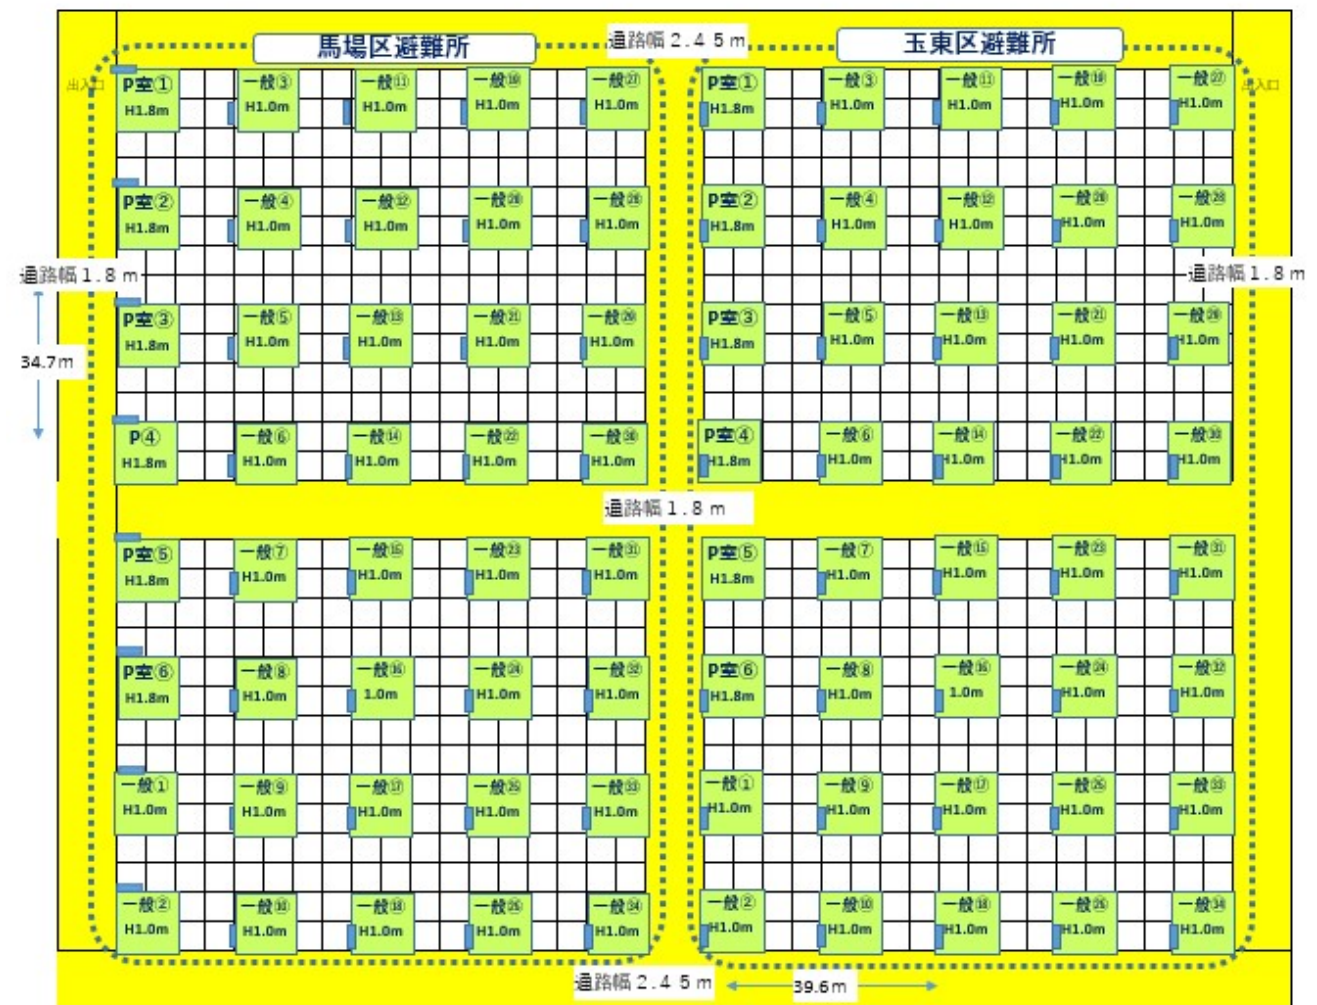 馬場区避難所
通路幅2.45m
玉東区避難所
出入口
P室①
H1.8m
一般③
H1.0m
一般⑪
H1.0m
一般⑲
H1.0m
一般㉗
H1.0m
P室①
H1.8m
一般③
H1.0m
一般⑪
H1.0m
一般⑲
H1.0m
一般㉗
H1.0m
出入口
P室②
H1.8m
一般④
H1.0m
一般⑫
H1.0m
一般⑳
H1.0m
一般㉘
H1.0m
P室②
H1.8m
一般④
H1.0m
一般⑫
H1.0m
一般⑳
H1.0m
一般㉘
H1.0m
通路幅1.8m
通路幅1.8m
P室③
H1.8m
一般⑤
H1.0m
一般⑬
H1.0m
一般㉑
H1.0m
一般㉙
H1.0m
P室③
H1.8m
一般⑤
H1.0m
一般⑬
H1.0m
一般㉑
H1.0m
一般㉙
H1.0m
34.7m
P④
H1.8m
一般⑥
H1.0m
一般⑭
H1.0m
一般㉒
H1.0m
一般㉚
H1.0m
P室④
H1.8m
一般⑥
H1.0m
一般⑭
H1.0m
一般㉒
H1.0m
一般㉚
H1.0m
通路幅1.8m
P室⑤
H1.8m
一般⑦
H1.0m
一般⑮
H1.0m
一般㉓
H1.0m
一般㉛
H1.0m
P室⑤
H1.8m
一般⑦
H1.0m
一般⑮
H1.0m
一般㉓
H1.0m
一般㉛
H1.0m
P室⑥
H1.8m
一般⑧
H1.0m
一般⑯
1.0m
一般㉔
H1.0m
一般㉜
H1.0m
P室⑥
H1.8m
一般⑧
H1.0m
一般⑯
1.0m
一般㉔
H1.0m
一般㉜
H1.0m
一般①
H1.0m
一般⑨
H1.0m
一般⑰
H1.0m
一般㉕
H1.0m
一般㉝
H1.0m
一般①
H1.0m
一般⑨
H1.0m
一般⑰
H1.0m
一般㉕
H1.0m
一般㉝
H1.0m
一般②
H1.0m
一般⑩
H1.0m
一般⑱
H1.0m
一般㉖
H1.0m
一般㉞
H1.0m
一般②
H1.0m
一般⑩
H1.0m
一般⑱
H1.0m
一般㉖
H1.0m
一般㉞
H1.0m
通路幅2.45m
39.6m